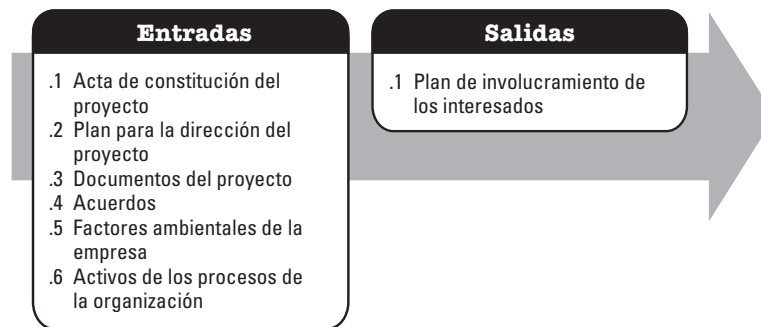 Entradas
.1 Acta de constitución del
proyecto
.2 Plan para la dirección del
proyecto
.3 Documentos del proyecto
.4 Acuerdos
.5 Factores ambientales de la
empresa
.6 Activos de los procesos de
la organización
Salidas
.1 Plan de involucramiento de
los interesados